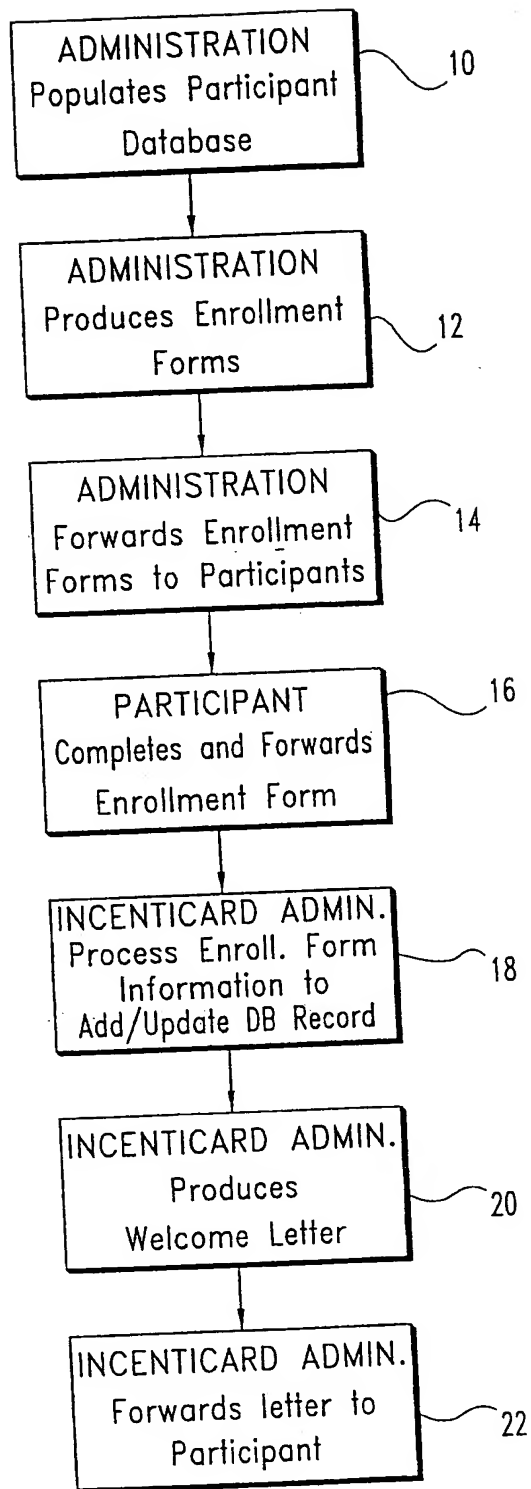 ADMINISTRATION
Populates Participant
Database
10
ADMINISTRATION
Produces Enrollment
Forms
12
ADMINISTRATION
Forwards Enrollment
Forms to Participants
14
PARTICIPANT
Completes and Forwards
Enrollment Form
16
INCENTICARD ADMIN.
Process Enroll. Form
Information to
Add/Update DB Record
18
INCENTICARD ADMIN.
Produces
Welcome Letter
20
INCENTICARD ADMIN.
Forwards letter to
Participant
22